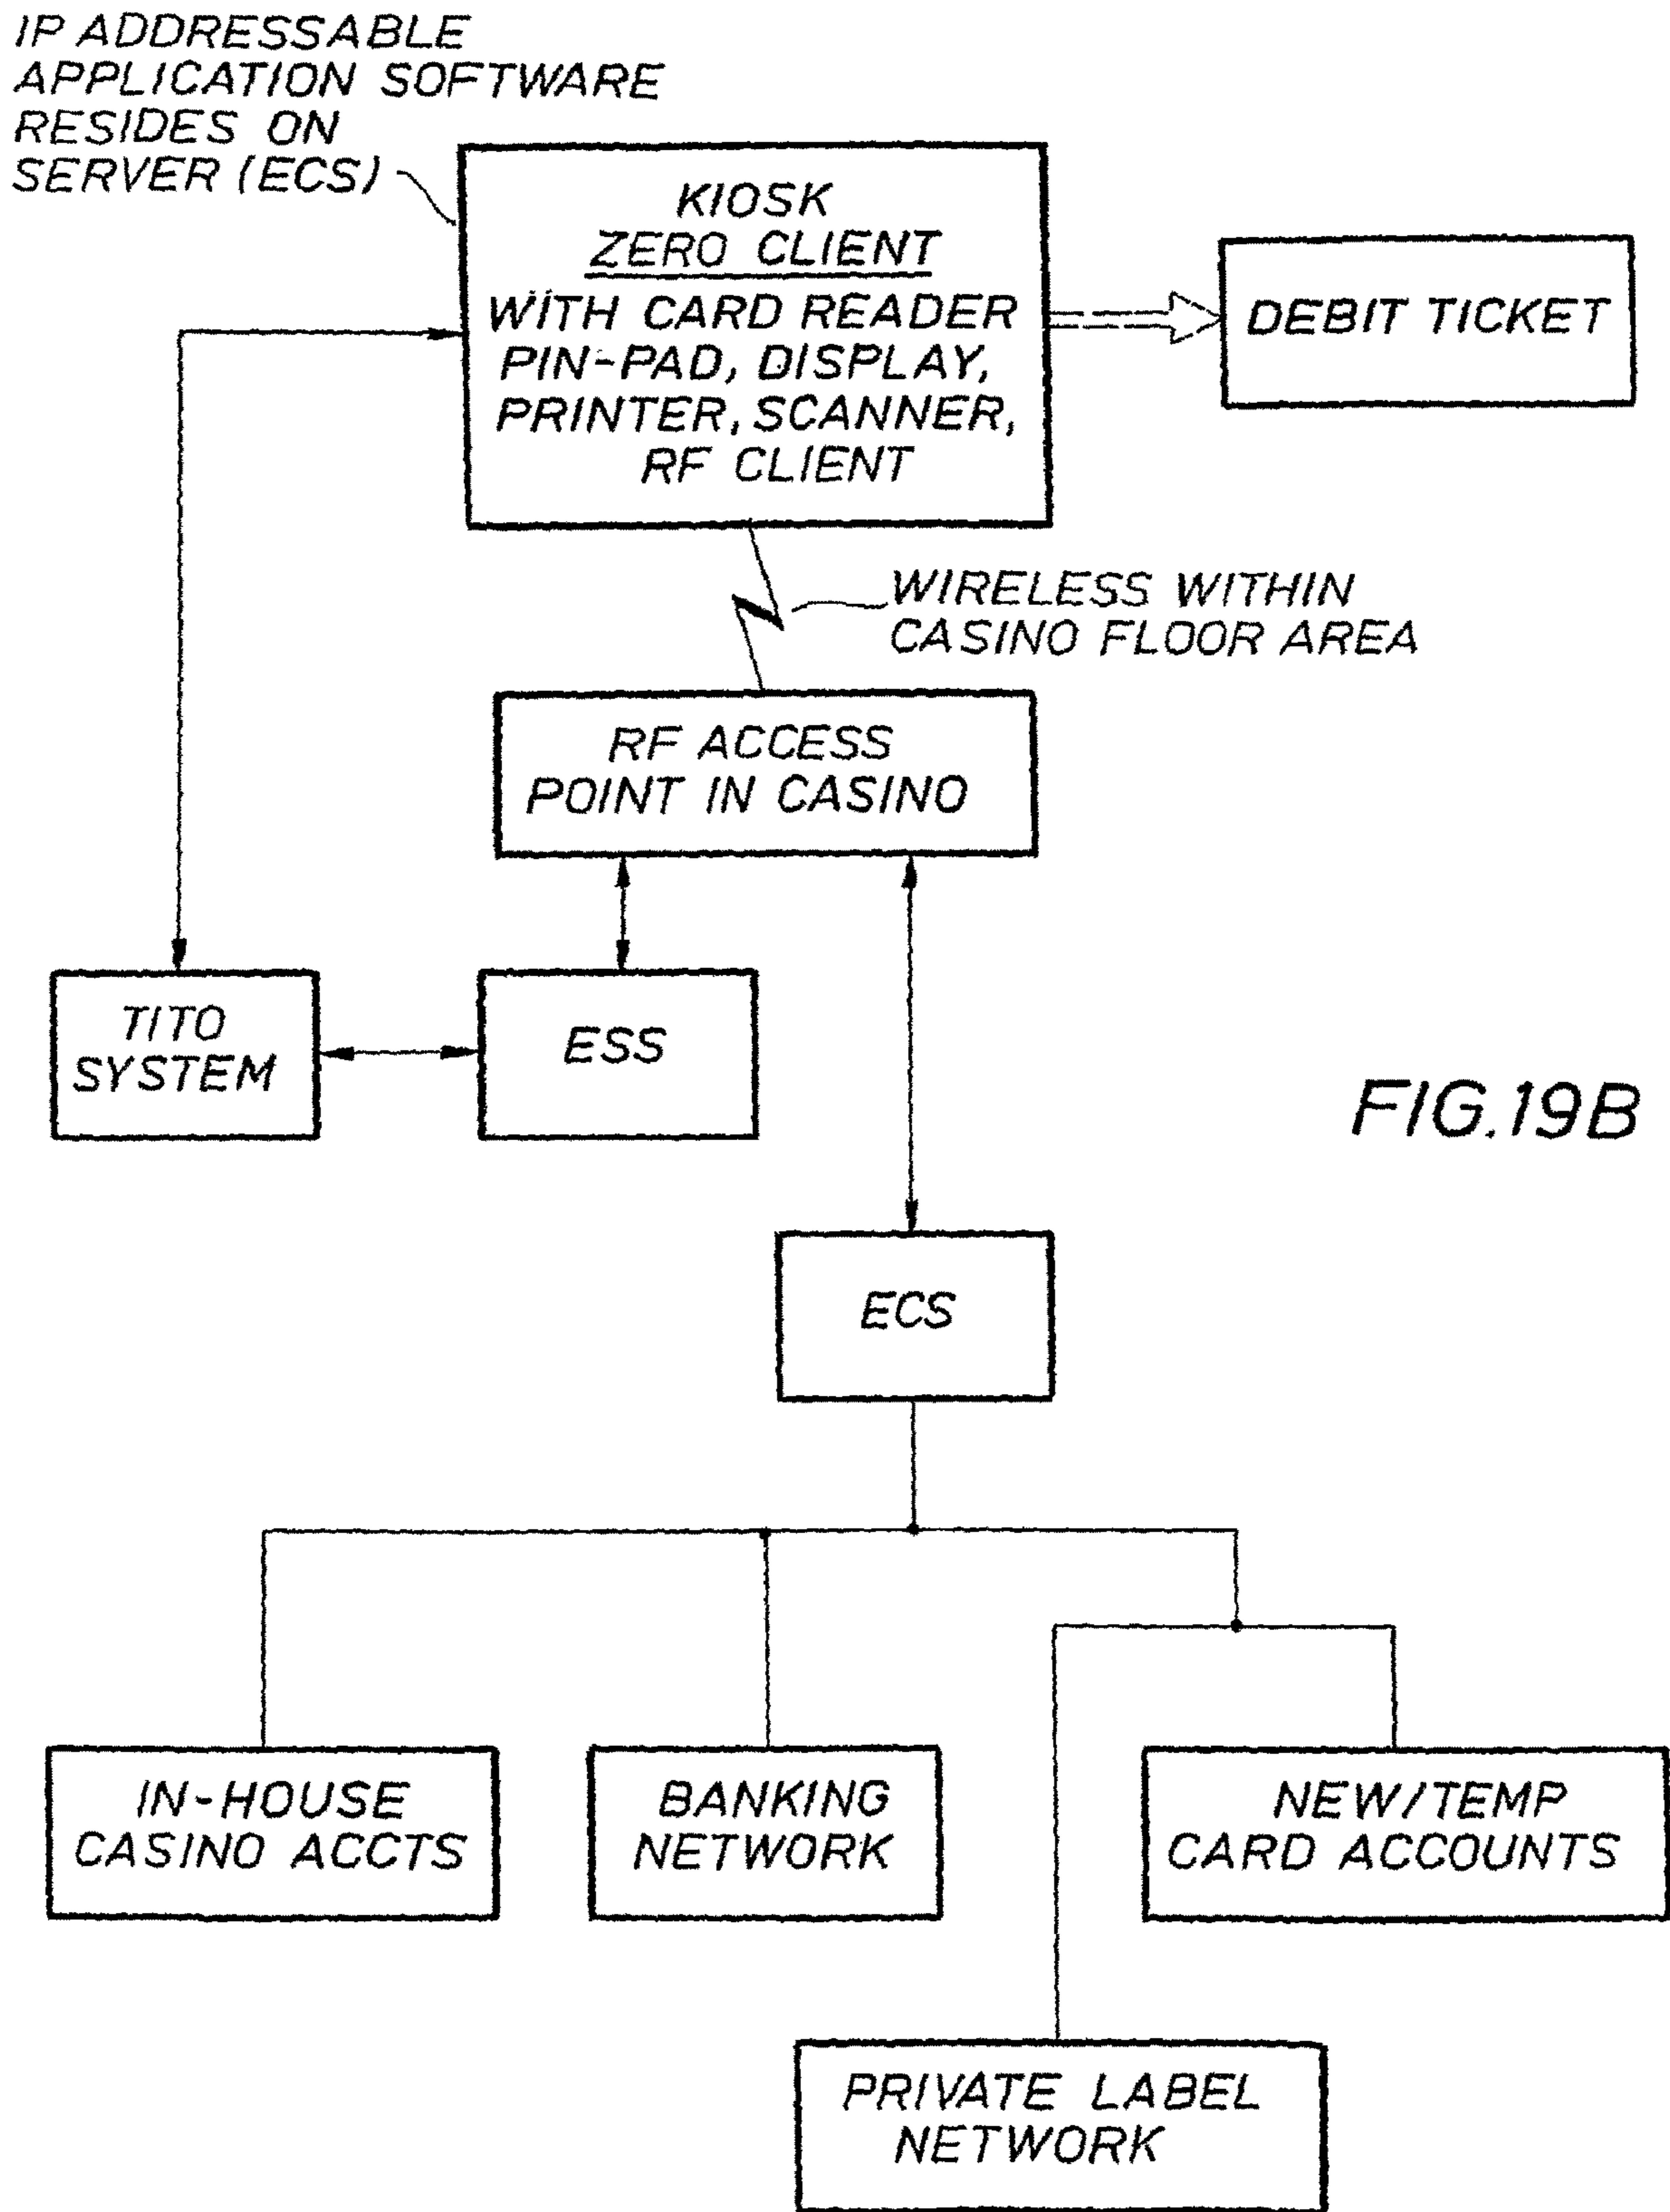 IP ADDRESSABLE
APPLICATION SOFTWARE
RESIDES ON
SERVER (ECS)
KIOSK
ZERO CLIENT
WITH CARD READER
PIN-PAD, DISPLAY,
PRINTER, SCANNER,
RF CLIENT
DEBIT TICKET
WIRELESS WITHIN
CASINO FLOOR AREA
RF ACCESS
POINT IN CASINO
TITO
SYSTEM
ESS
FIG. 19B
ECS
IN-HOUSE
CASINO ACCTS
BANKING
NETWORK
NEW/TEMP
CARD ACCOUNTS
PRIVATE LABEL
NETWORK